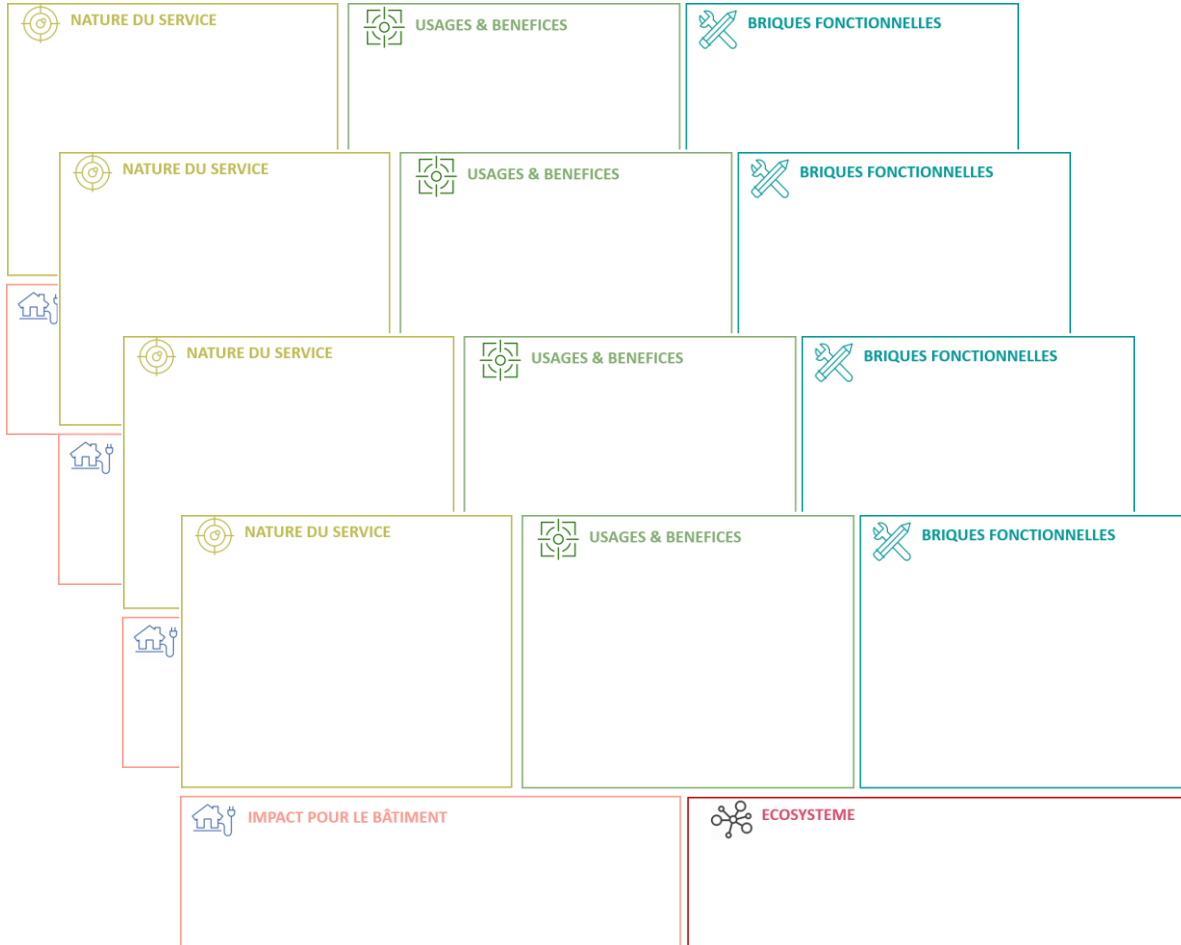 NATURE DU SERVICE
USAGES & BENEFICES
BRIQUES FONCTIONNELLES
NATURE DU SERVICE
USAGES & BENEFICES
BRIQUES FONCTIONNELLES
NATURE DU SERVICE
USAGES & BENEFICES
BRIQUES FONCTIONNELLES
NATURE DU SERVICE
USAGES & BENEFICES
BRIQUES FONCTIONNELLES
IMPACT POUR LE BÂTIMENT
ECOSYSTEME